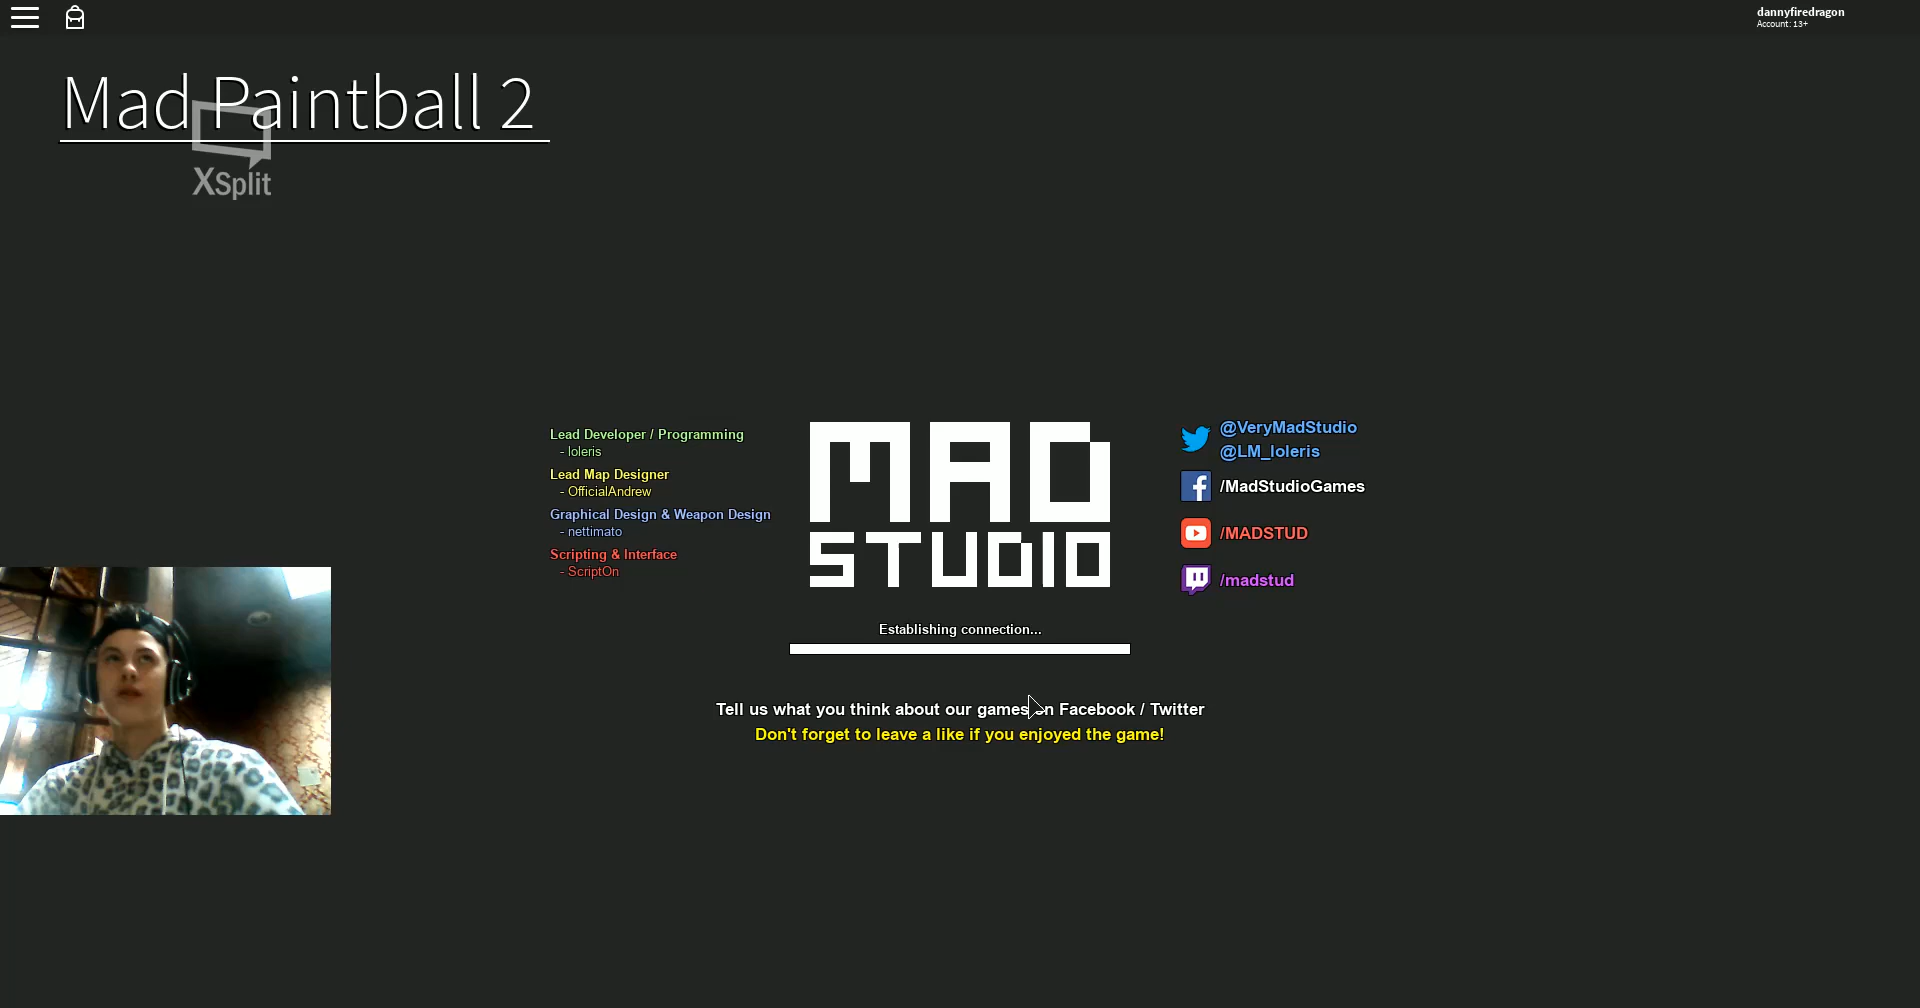 dannyfiredragon
Account: 13+
Mad Paintball 2
XSplit
Lead Developer / Programming
- loleris
Lead Map Designer
- OfficialAndrew
Graphical Design & Weapon Design
- nettimato
Scripting & Interface
- ScriptOn
MAD
STUDIO
@VeryMadStudio
@LM_loleris
/MadStudioGames
/MADSTUD
/madstud
Establishing connection...
Tell us what you think about our games on Facebook / Twitter
Don't forget to leave a like if you enjoyed the game!